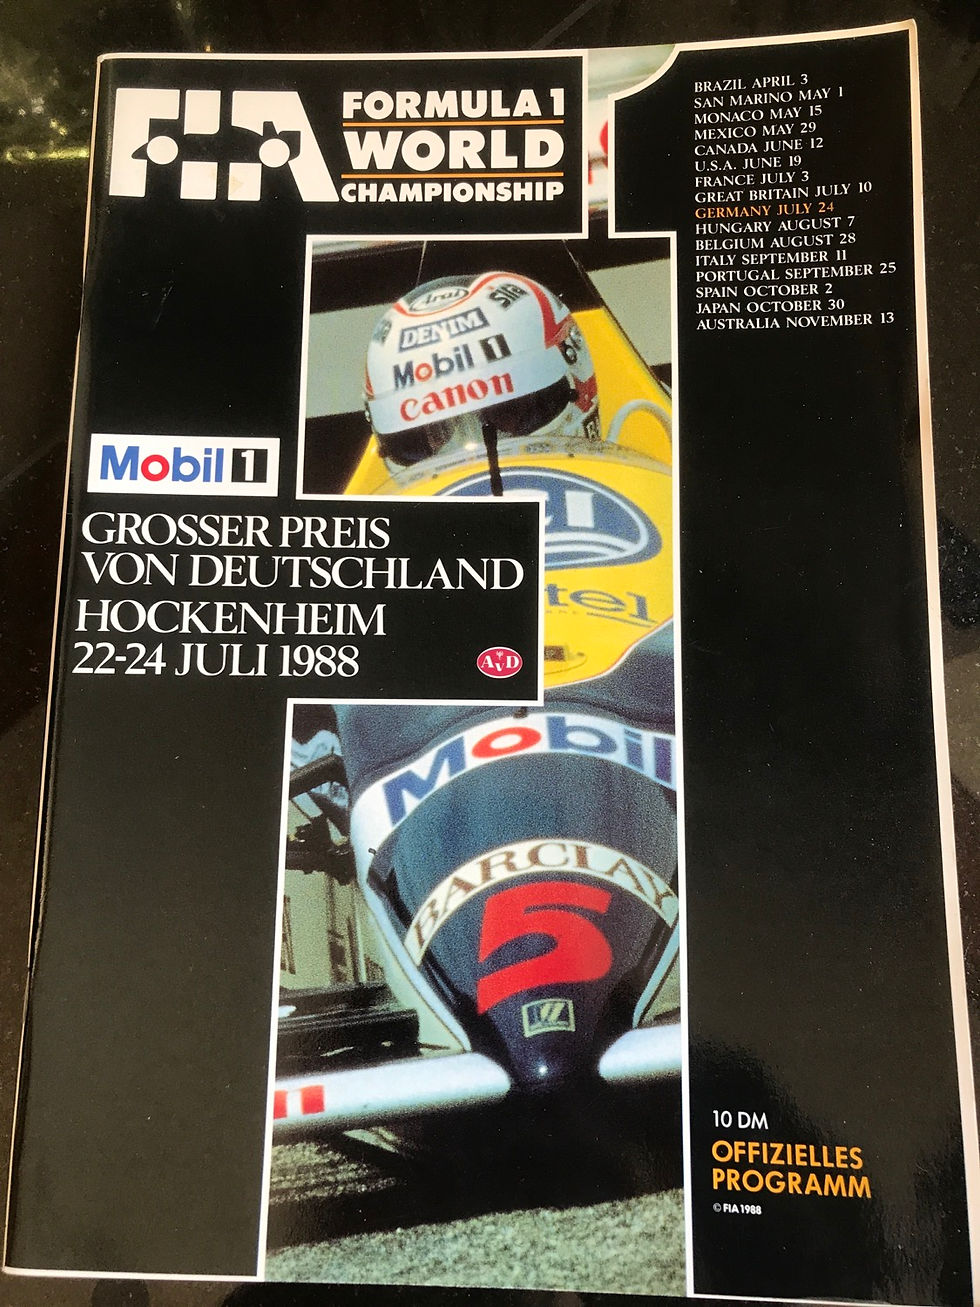 FIA
FORMULA 1
WORLD
CHAMPIONSHIP
BRAZIL APRIL 3
SAN MARINO MAY 1
MONACO MAY 15
MEXICO MAY 29
CANADA JUNE 12
U.S.A. JUNE 19
FRANCE JULY 3
GREAT BRITAIN JULY 10
GERMANY JULY 24
HUNGARY AUGUST 7
BELGIUM AUGUST 28
ITALY SEPTEMBER 11
PORTUGAL SEPTEMBER 25
SPAIN OCTOBER 2
JAPAN OCTOBER 30
AUSTRALIA NOVEMBER 13
Arai
DENIM
Mobil 1
canon
Mobil 1
GROSSER PREIS
VON DEUTSCHLAND
HOCKENHEIM
22-24 JULI 1988
AvD
tel
Mobil
BARCLAY
5
10 DM
OFFIZIELLES
PROGRAMM
© FIA 1988